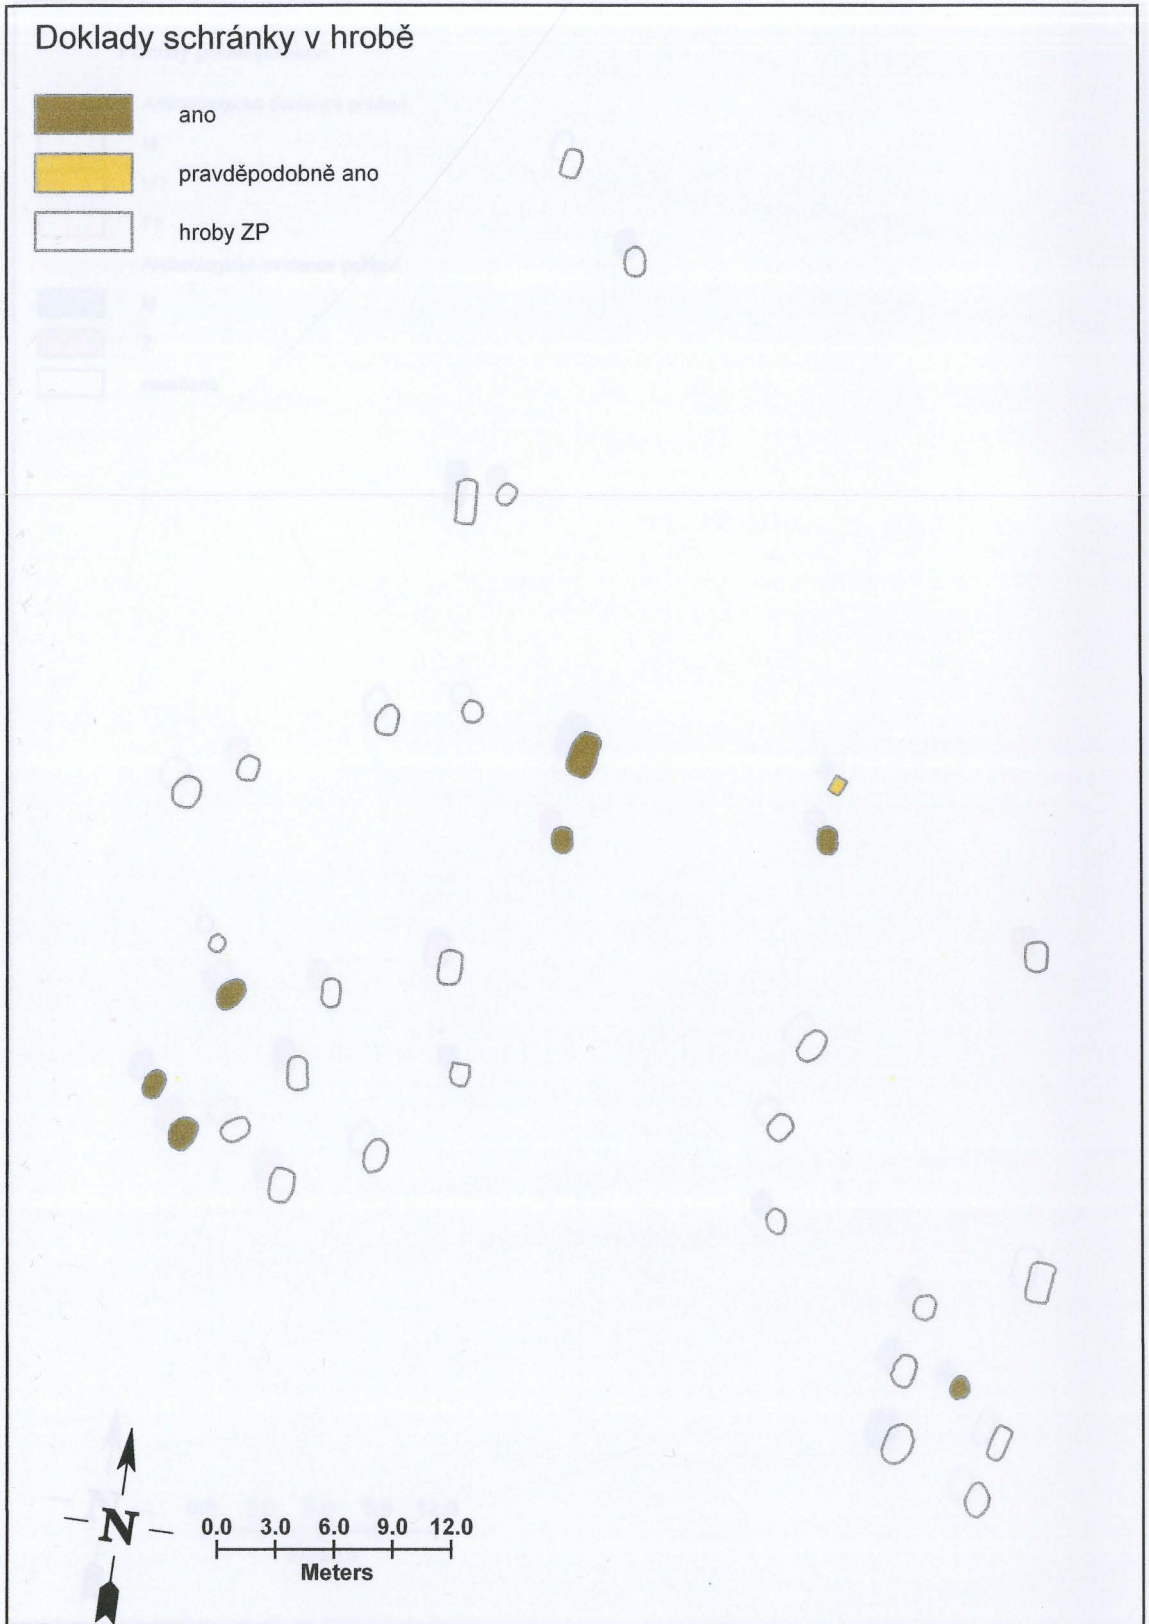 Doklady schránky v hrobě
ano
pravděpodobně ano
hroby ZP
N
0.0 3.0 6.0 9.0 12.0
Meters